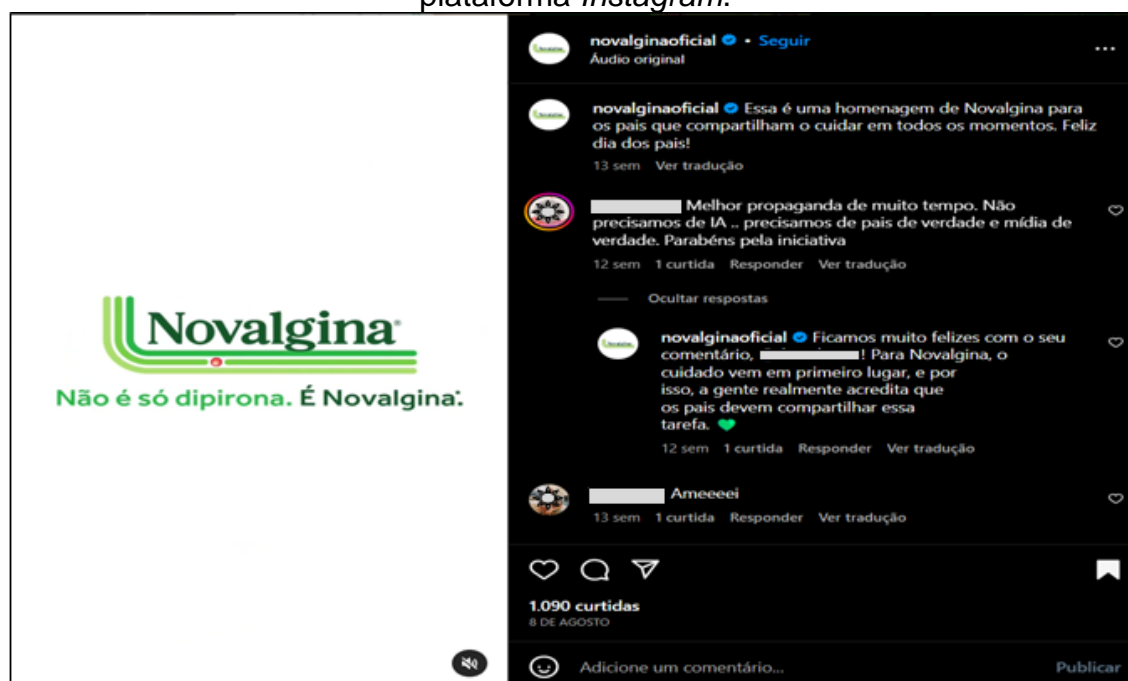 plataforma Instagram.
novalginaoficial • Seguir
Áudio original
novalginaoficial Essa é uma homenagem de Novalgina para
os pais que compartilham o cuidar em todos os momentos. Feliz
dia dos pais!
13 sem Ver tradução
Melhor propaganda de muito tempo. Não
precisamos de IA .. precisamos de pais de verdade e mídia de
verdade. Parabéns pela iniciativa
12 sem 1 curtida Responder Ver tradução
Ocultar respostas
novalginaoficial Ficamos muito felizes com o seu
comentário, ! Para Novalgina, o
cuidado vem em primeiro lugar, e por
isso, a gente realmente acredita que
os pais devem compartilhar essa
tarefa. 💚
12 sem 1 curtida Responder Ver tradução
Ameeeei
13 sem 1 curtida Responder Ver tradução
1.090 curtidas
8 DE AGOSTO
Adicione um comentário...
Publicar
Novalgina
Não é só dipirona. É Novalgina.